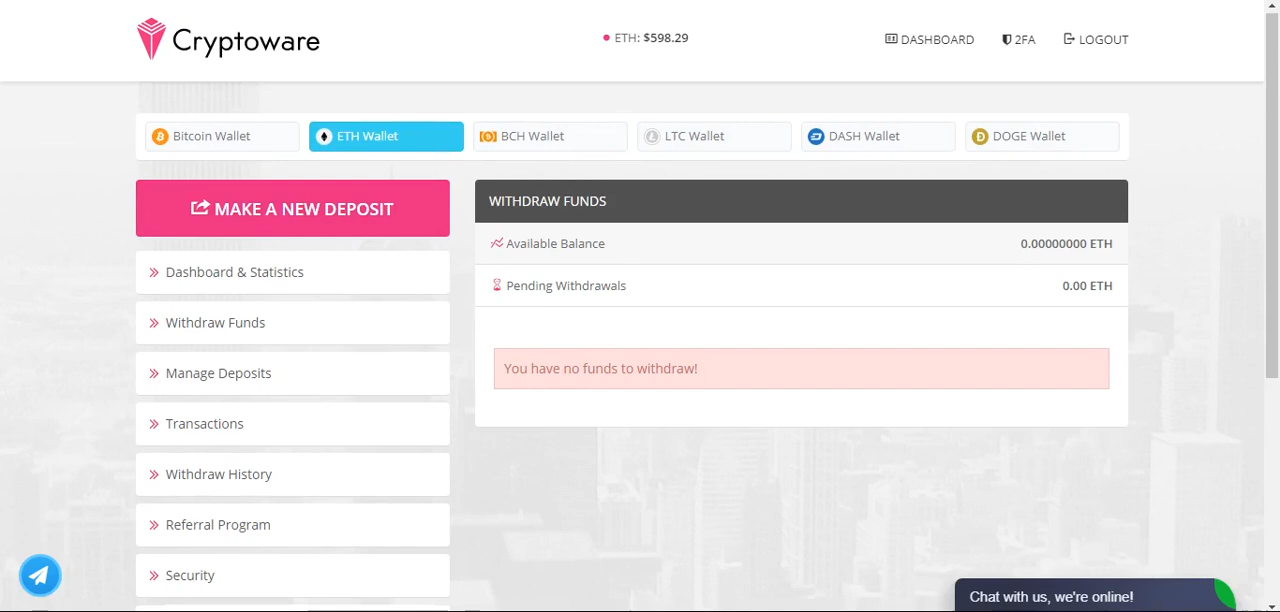 Cryptoware
ETH: $598.29
DASHBOARD
2FA
LOGOUT
Bitcoin Wallet
ETH Wallet
BCH Wallet
LTC Wallet
DASH Wallet
DOGE Wallet
MAKE A NEW DEPOSIT
Dashboard & Statistics
Withdraw Funds
Manage Deposits
Transactions
Withdraw History
Referral Program
Security
WITHDRAW FUNDS
Available Balance 0.00000000 ETH
Pending Withdrawals 0.00 ETH
You have no funds to withdraw!
Chat with us, we're online!